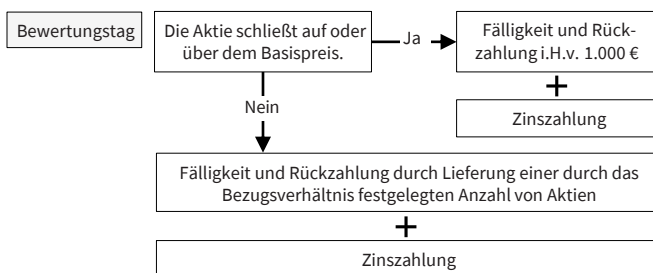 Bewertungstag
Die Aktie schließt auf oder
über dem Basispreis.
Ja
Fälligkeit und Rück-
zahlung i.H.v. 1.000 €
+
Zinszahlung
Nein
Fälligkeit und Rückzahlung durch Lieferung einer durch das
Bezugsverhältnis festgelegten Anzahl von Aktien
+
Zinszahlung